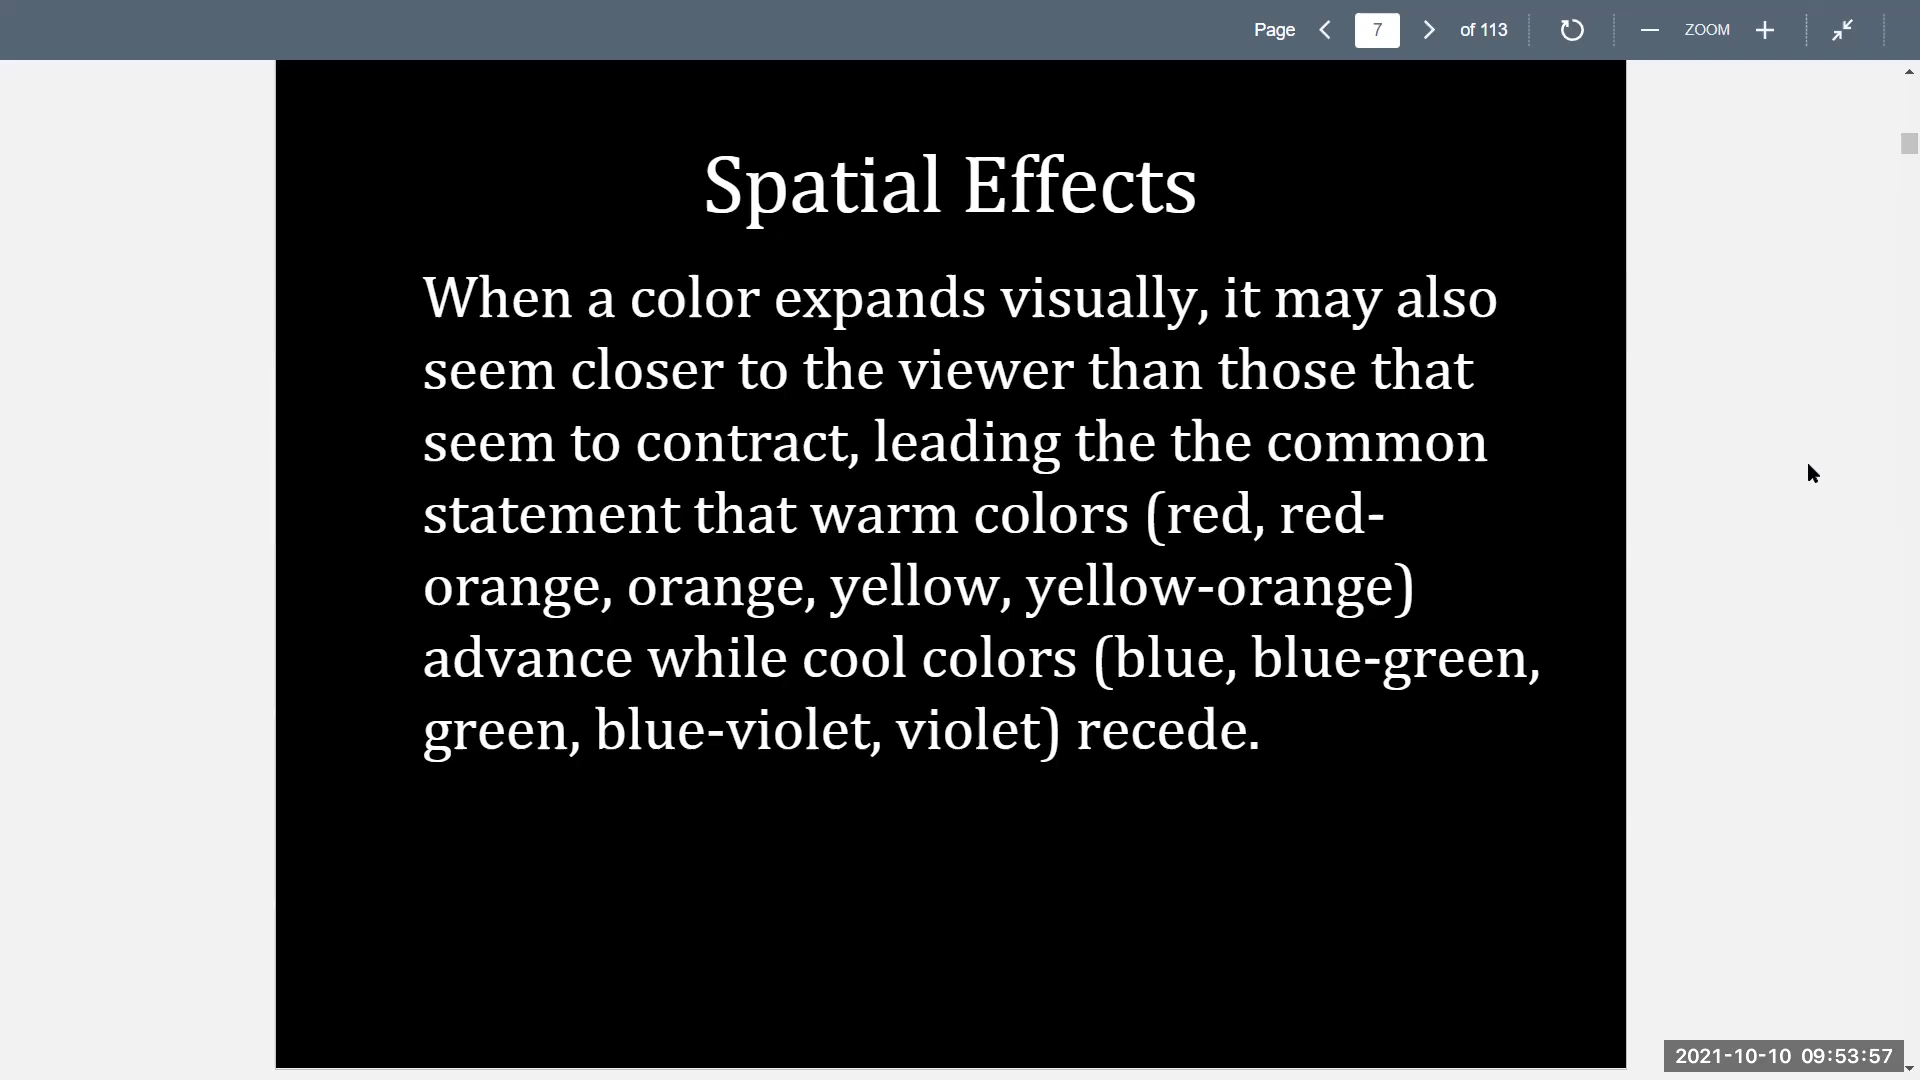 Page 7 of 113 ZOOM
Spatial Effects
When a color expands visually, it may also
seem closer to the viewer than those that
seem to contract, leading the the common
statement that warm colors (red, red-
orange, orange, yellow, yellow-orange)
advance while cool colors (blue, blue-green,
green, blue-violet, violet) recede.
2021-10-10 09:53:57